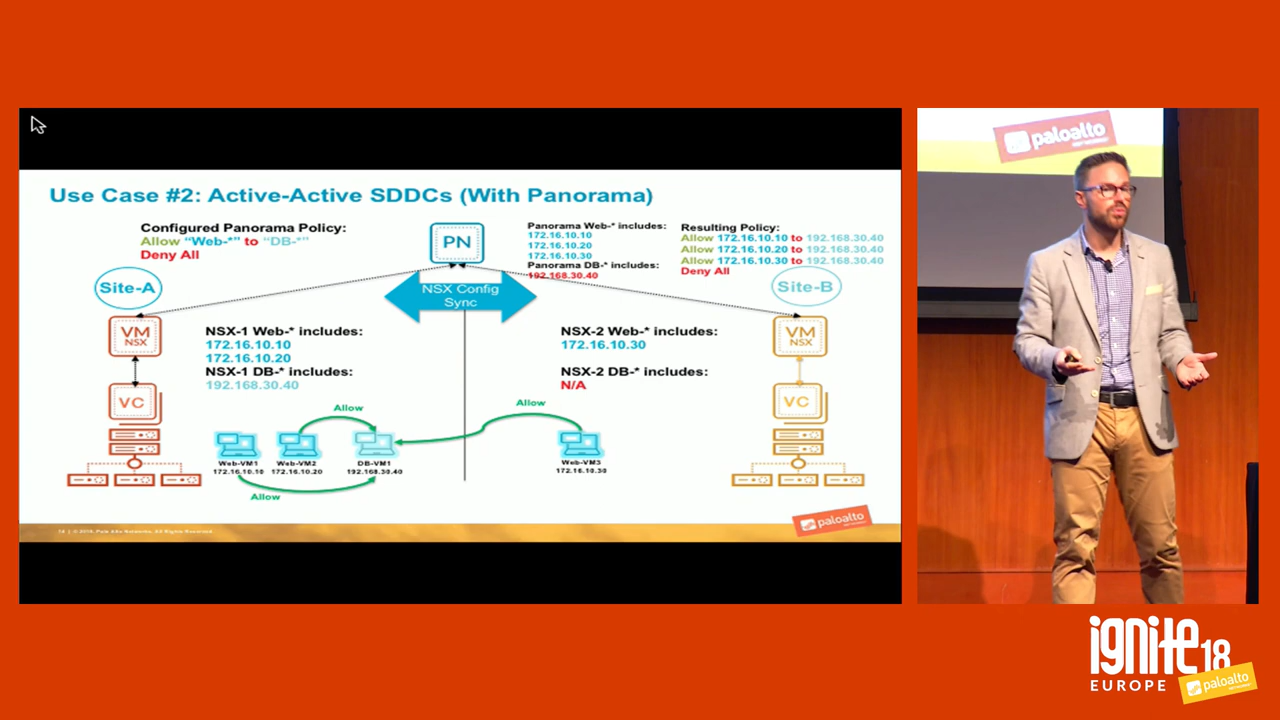 Use Case #2: Active-Active SDDCs (With Panorama)
Configured Panorama Policy:
Allow “Web-*” to “DB-*”
Deny All
PN
Panorama Web-* includes:
172.16.10.10
172.16.10.20
172.16.10.30
Panorama DB-* includes:
192.168.30.40
Resulting Policy:
Allow 172.16.10.10 to 192.168.30.40
Allow 172.16.10.20 to 192.168.30.40
Allow 172.16.10.30 to 192.168.30.40
Deny All
Site-A
NSX Config
Sync
Site-B
VM
NSX
NSX-1 Web-* includes:
172.16.10.10
172.16.10.20
NSX-1 DB-* includes:
192.168.30.40
NSX-2 Web-* includes:
172.16.10.30
NSX-2 DB-* includes:
N/A
VM
NSX
VC
VC
Allow
Allow
Web-VM1
172.16.10.10
Web-VM2
172.16.10.20
DB-VM1
192.168.30.40
Web-VM3
172.16.10.30
Allow
paloalto
paloalto
ignite18
EUROPE
paloalto